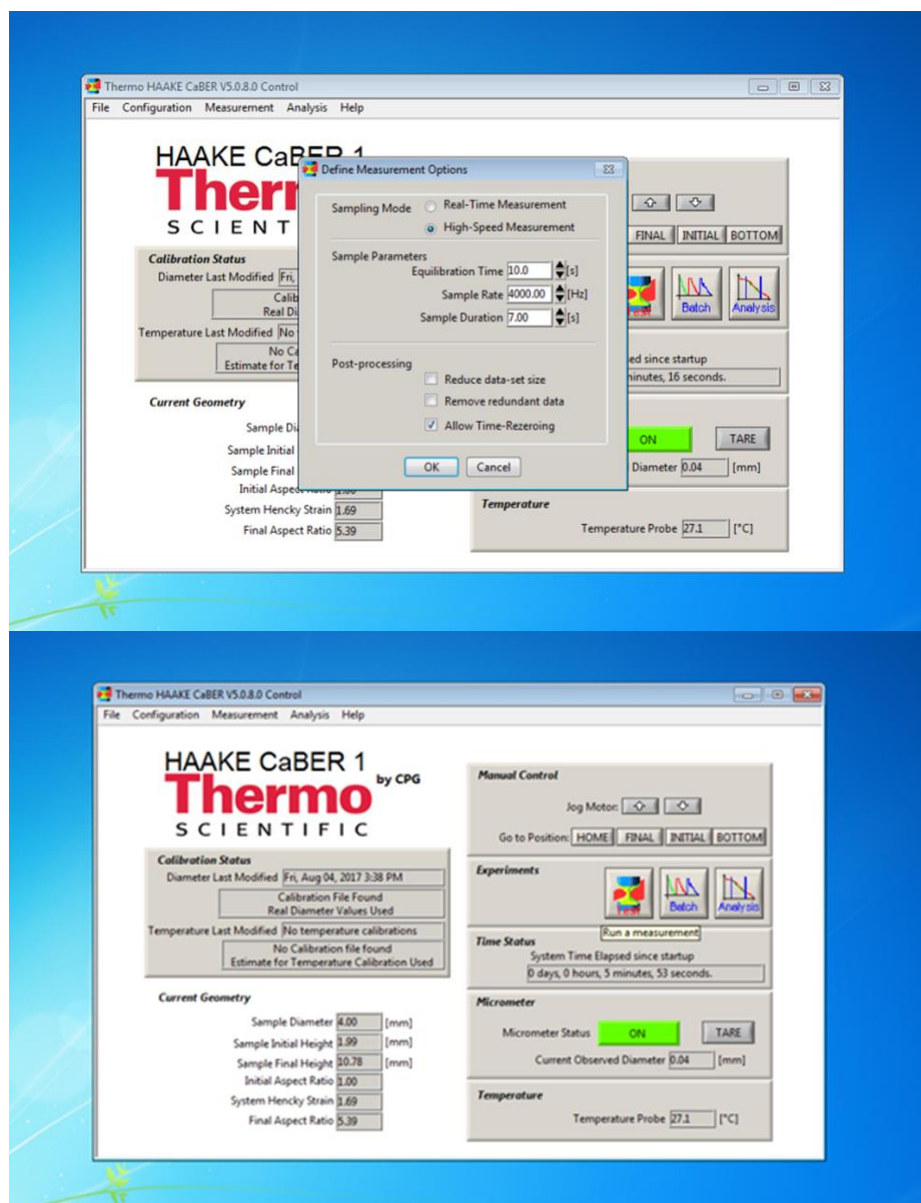 Thermo HAAKE CaBER V5.0.8.0 Control
File Configuration Measurement Analysis Help
HAAKE CaBER 1
Ther
SCIENT
Calibration Status
Diameter Last Modified Fri,
Calib
Real Di
Temperature Last Modified No
No Ca
Estimate for Te
Current Geometry
Sample Di
Sample Initial
Sample Final
Initial Aspect Ratio 1.00
System Hencky Strain 1.69
Final Aspect Ratio 5.39
Define Measurement Options
Sampling Mode Real-Time Measurement
High-Speed Measurement
Sample Parameters
Equilibration Time 10.0 [s]
Sample Rate 4000.00 [Hz]
Sample Duration 7.00 [s]
Post-processing
Reduce data-set size
Remove redundant data
Allow Time-Rezeroing
OK Cancel
FINAL INITIAL BOTTOM
Test Batch Analysis
ed since startup
minutes, 16 seconds.
ON TARE
Diameter 0.04 [mm]
Temperature
Temperature Probe 27.1 [°C]
Thermo HAAKE CaBER V5.0.8.0 Control
File Configuration Measurement Analysis Help
HAAKE CaBER 1
Thermo by CPG
SCIENTIFIC
Calibration Status
Diameter Last Modified Fri, Aug 04, 2017 3:38 PM
Calibration File Found
Real Diameter Values Used
Temperature Last Modified No temperature calibrations
No Calibration file found
Estimate for Temperature Calibration Used
Current Geometry
Sample Diameter 4.00 [mm]
Sample Initial Height 1.99 [mm]
Sample Final Height 10.78 [mm]
Initial Aspect Ratio 1.00
System Hencky Strain 1.69
Final Aspect Ratio 5.39
Manual Control
Jog Motor:
Go to Position: HOME FINAL INITIAL BOTTOM
Experiments
Test Batch Analysis
Run a measurement
Time Status
System Time Elapsed since startup
0 days, 0 hours, 5 minutes, 53 seconds.
Micrometer
Micrometer Status ON TARE
Current Observed Diameter 0.04 [mm]
Temperature
Temperature Probe 27.1 [°C]